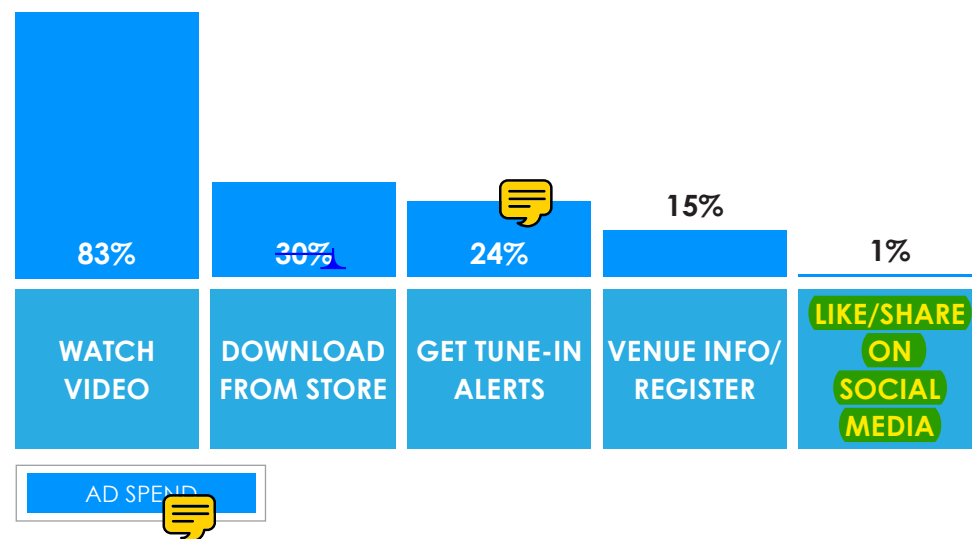 15%
83%
30%
24%
1%
WATCH
VIDEO
DOWNLOAD
FROM STORE
GET TUNE-IN
ALERTS
VENUE INFO/
REGISTER
LIKE/SHARE
ON
SOCIAL
MEDIA
AD SPEND